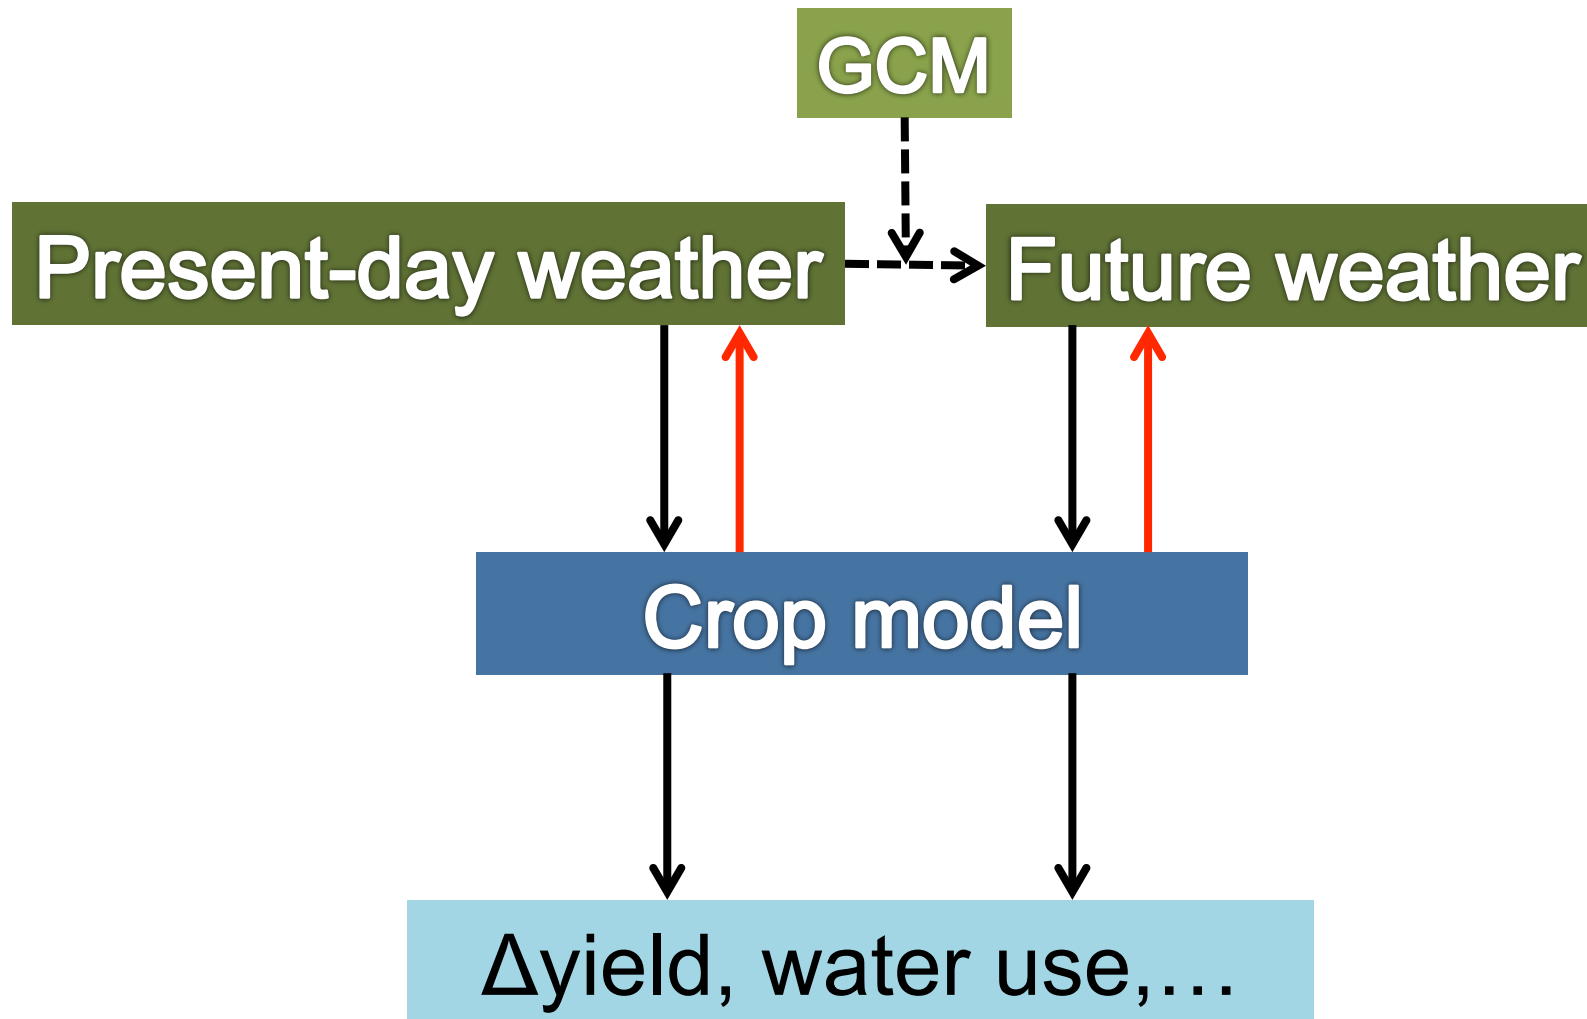 GCM
Present-day weather
Future weather
Crop model
Δyield, water use,…